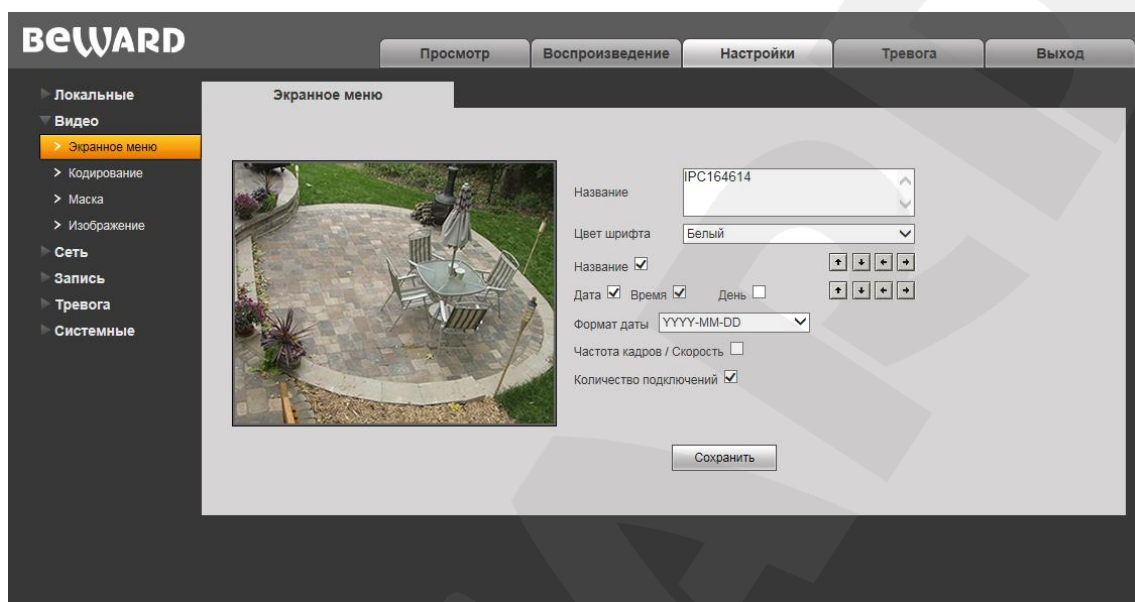 BEWARD
Просмотр Воспроизведение Настройки Тревога Выход
Локальные
Видео
> Экранное меню
> Кодирование
> Маска
> Изображение
Сеть
Запись
Тревога
Системные
Экранное меню
Название IPC164614
Цвет шрифта Белый
Название
Дата Время День
Формат даты YYYY-MM-DD
Частота кадров / Скорость
Количество подключений
Сохранить